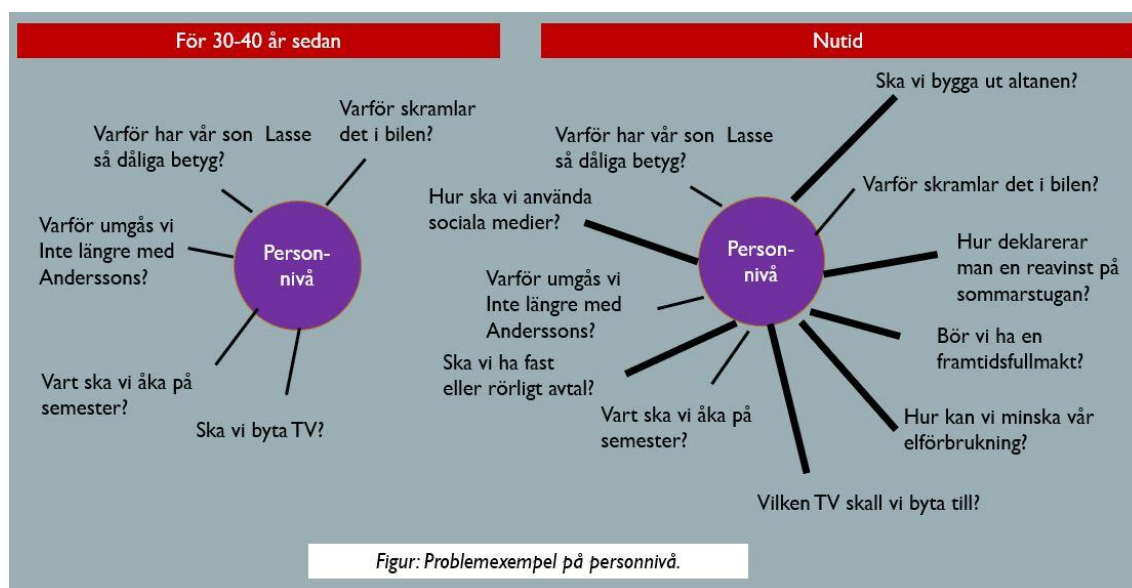 För 30-40 år sedan
Varför skramlar
det i bilen?
Varför har vår son Lasse
så dåliga betyg?
Varför umgås vi
Inte längre med
Anderssons?
Person-
nivå
Vart ska vi åka på
semester?
Ska vi byta TV?
Nutid
Ska vi bygga ut altanen?
Varför har vår son Lasse
så dåliga betyg?
Varför skramlar det i bilen?
Hur ska vi använda
sociala medier?
Person-
nivå
Hur deklarerar
man en reavinst på
sommarstugan?
Varför umgås vi
Inte längre med
Anderssons?
Bör vi ha en
framtidsfullmakt?
Ska vi ha fast
eller rörligt avtal?
Vart ska vi åka på
semester?
Hur kan vi minska vår
elförbrukning?
Vilken TV skall vi byta till?
Figur: Problemexempel på personnivå.